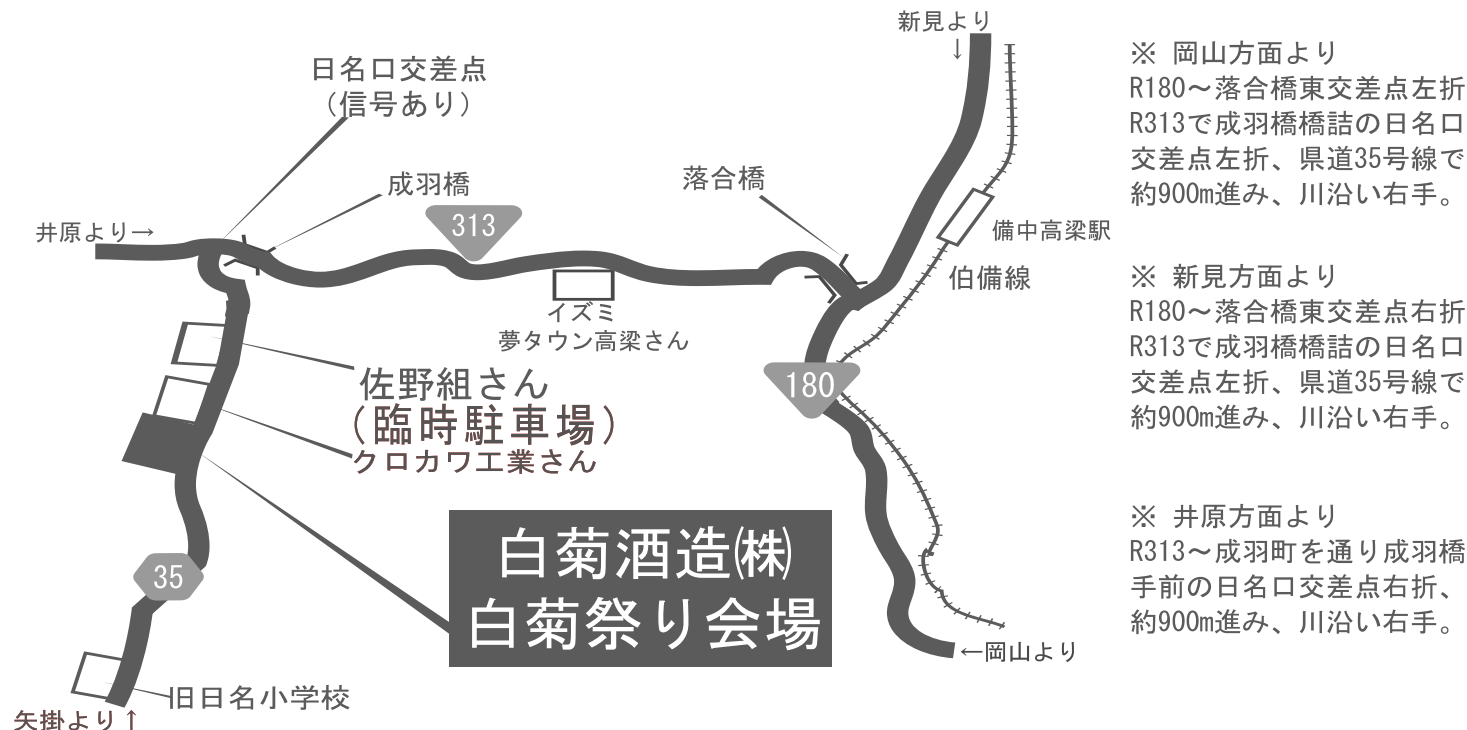 新見より
↓
日名口交差点
（信号あり）
成羽橋
落合橋
井原より→
313
備中高梁駅
伯備線
イズミ
夢タウン高梁さん
佐野組さん
（臨時駐車場）
クロカワ工業さん
180
白菊酒造㈱
白菊祭り会場
35
←岡山より
旧日名小学校
矢掛より↑
※ 岡山方面より
R180～落合橋東交差点左折
R313で成羽橋橋詰の日名口
交差点左折、県道35号線で
約900m進み、川沿い右手。
※ 新見方面より
R180～落合橋東交差点右折
R313で成羽橋橋詰の日名口
交差点左折、県道35号線で
約900m進み、川沿い右手。
※ 井原方面より
R313～成羽町を通り成羽橋
手前の日名口交差点右折、
約900m進み、川沿い右手。